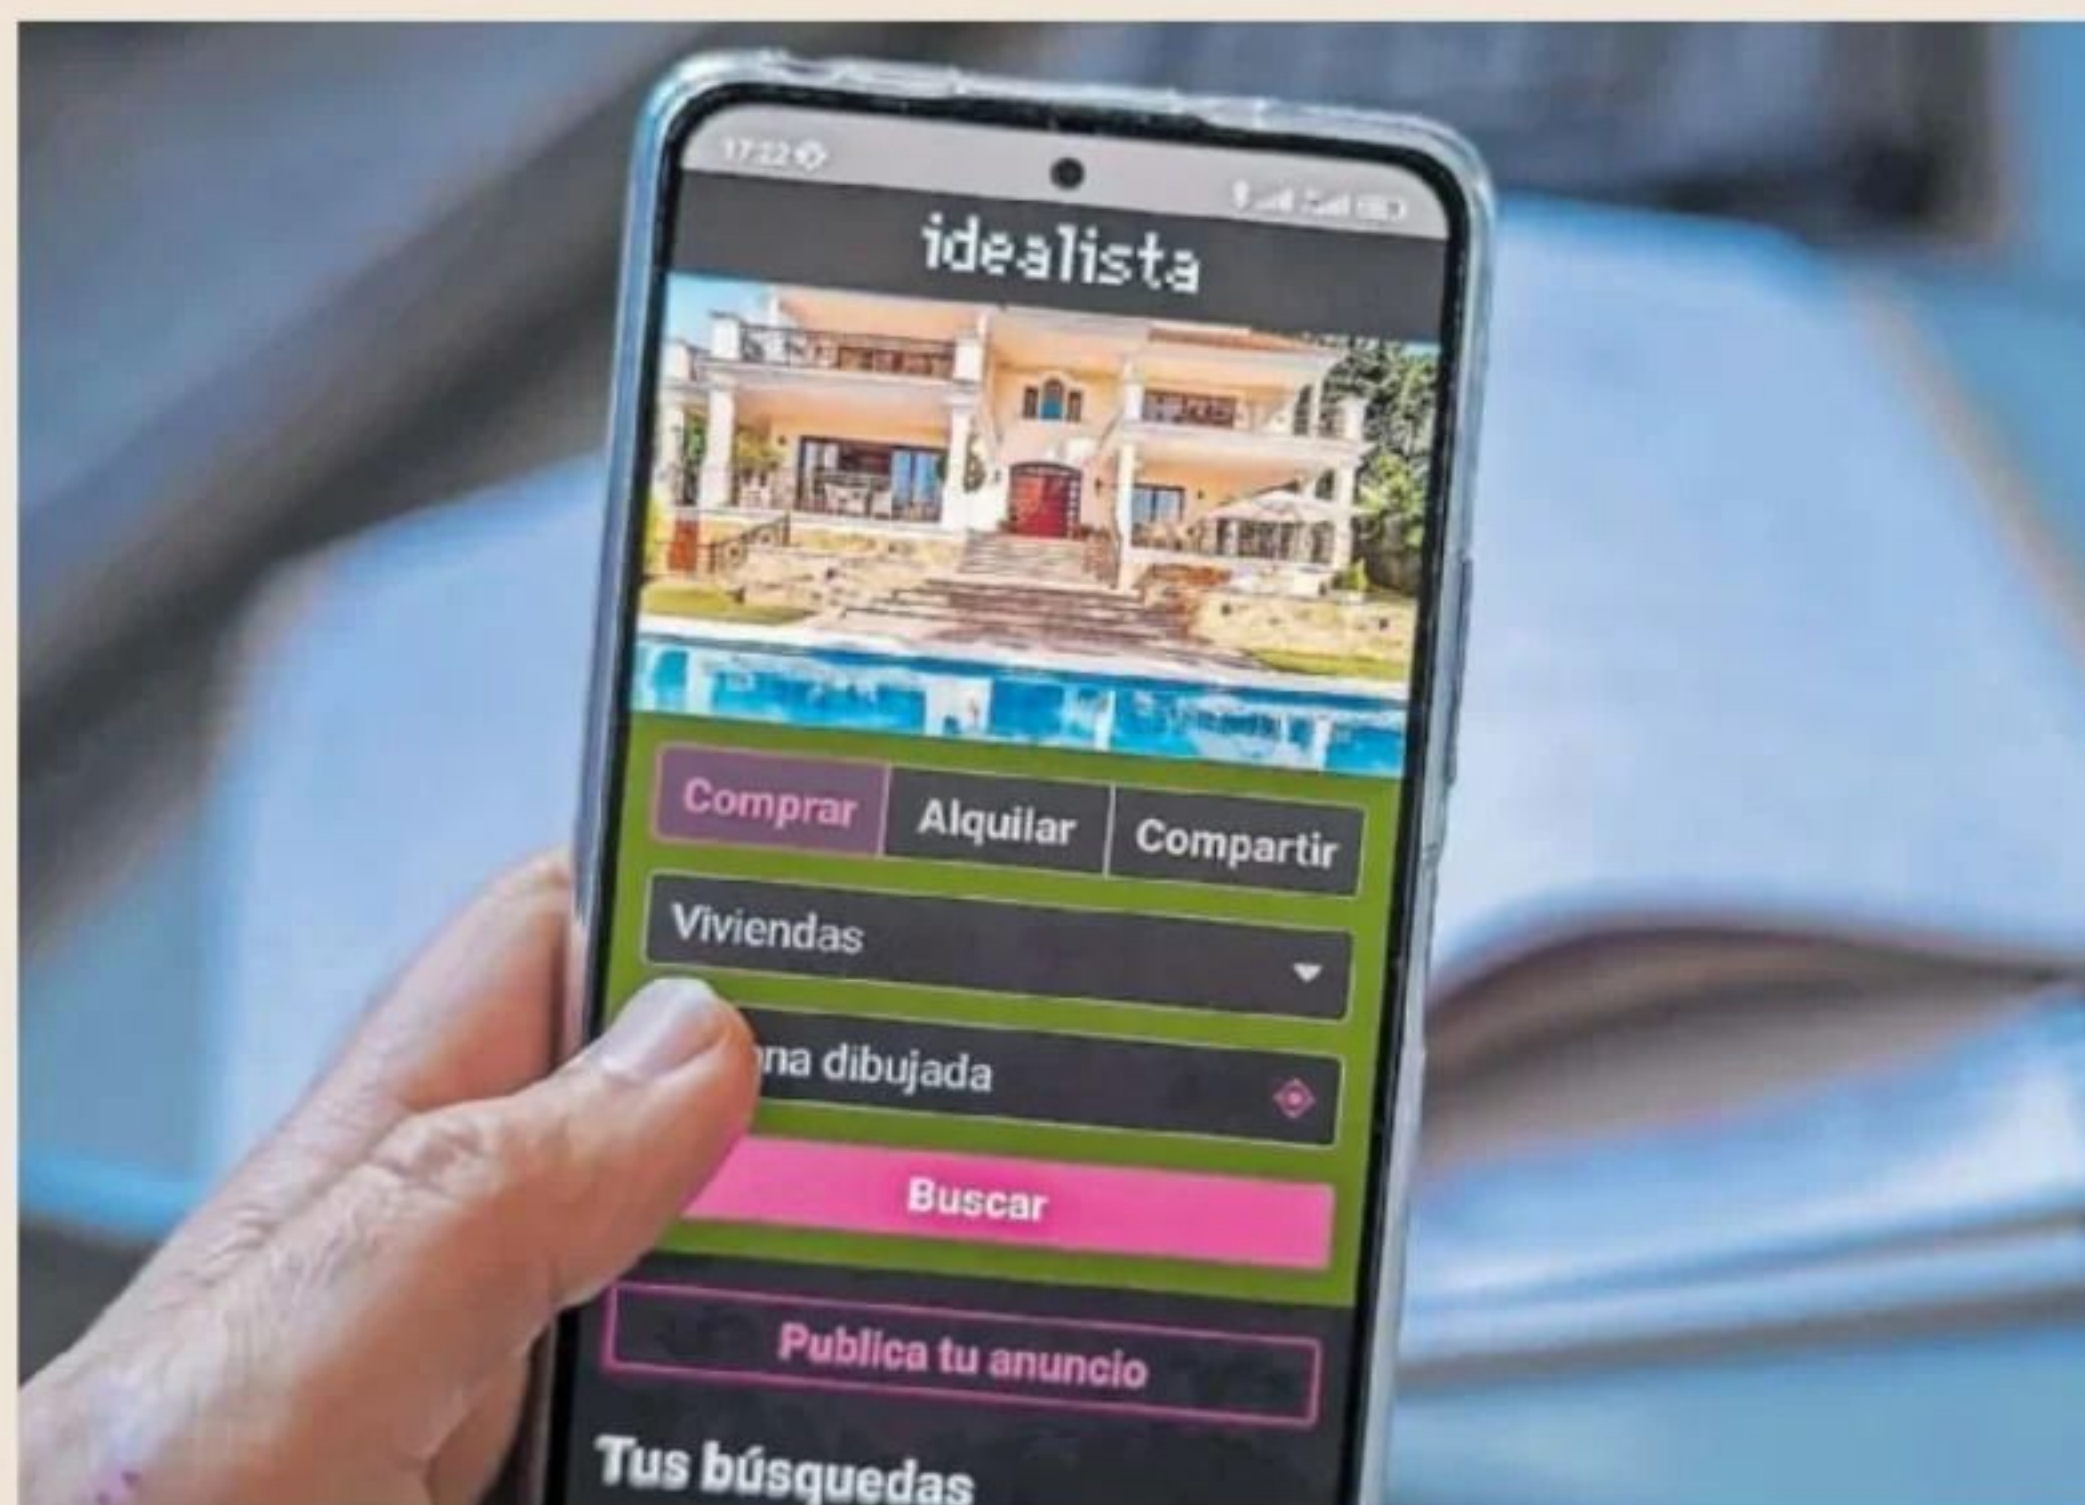 17:22
idealista
Comprar Alquilar Compartir
Viviendas
na dibujada
Buscar
Publica tu anuncio
Tus búsquedas